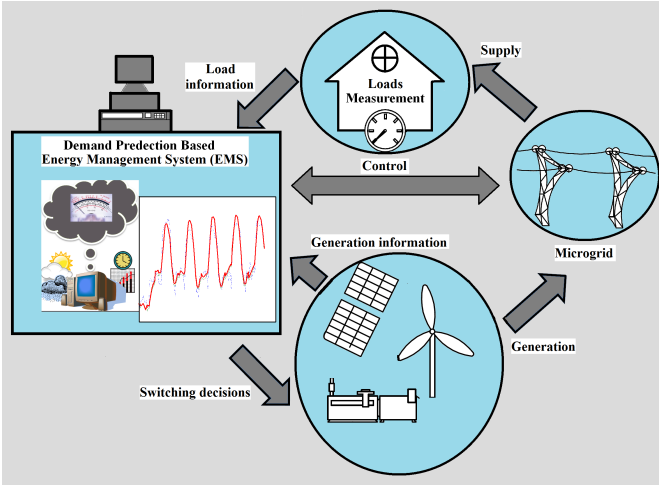 Supply
Load
information
Loads
Measurement
Demand Predection Based
Energy Management System (EMS)
Control
Generation information
Microgrid
Generation
Switching decisions